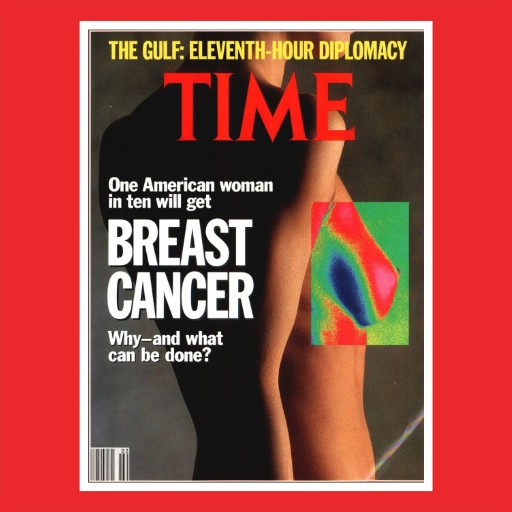 THE GULF: ELEVENTH-HOUR DIPLOMACY
TIME
One American woman
in ten will get
BREAST
CANCER
Why—and what
can be done?